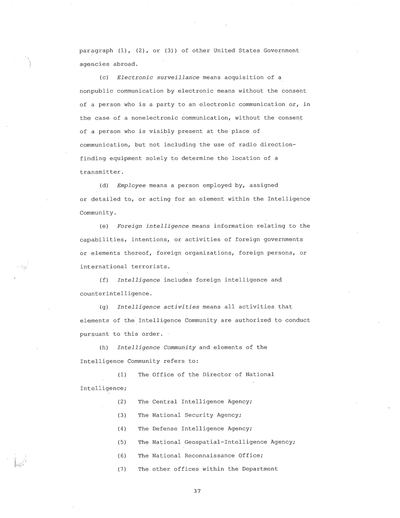 paragraph (1), (2), or (3)) of other United States Government
agencies abroad.
(c) Electronic surveillance means acquisition of a
nonpublic communication by electronic means without the consent
of a person who is a party to an electronic communication or, in
the case of a nonelectronic communication, without the consent
of a person who is visibly present at the place of
communication, but not including the use of radio direction-
finding equipment solely to determine the location of a
transmitter.
(d) Employee means a person employed by, assigned
or detailed to, or acting for an element within the Intelligence
Community.
(e) Foreign intelligence means information relating to the
capabilities, intentions, or activities of foreign governments
or elements thereof, foreign organizations, foreign persons, or
international terrorists.
(f) Intelligence includes foreign intelligence and
counterintelligence.
(g) Intelligence activities means all activities that
elements of the Intelligence Community are authorized to conduct
pursuant to this order.
(h) Intelligence Community and elements of the
Intelligence Community refers to:
(1) The Office of the Director of National
Intelligence;
(2) The Central Intelligence Agency;
(3) The National Security Agency;
(4) The Defense Intelligence Agency;
(5) The National Geospatial-Intelligence Agency;
(6) The National Reconnaissance Office;
(7) The other offices within the Department
37